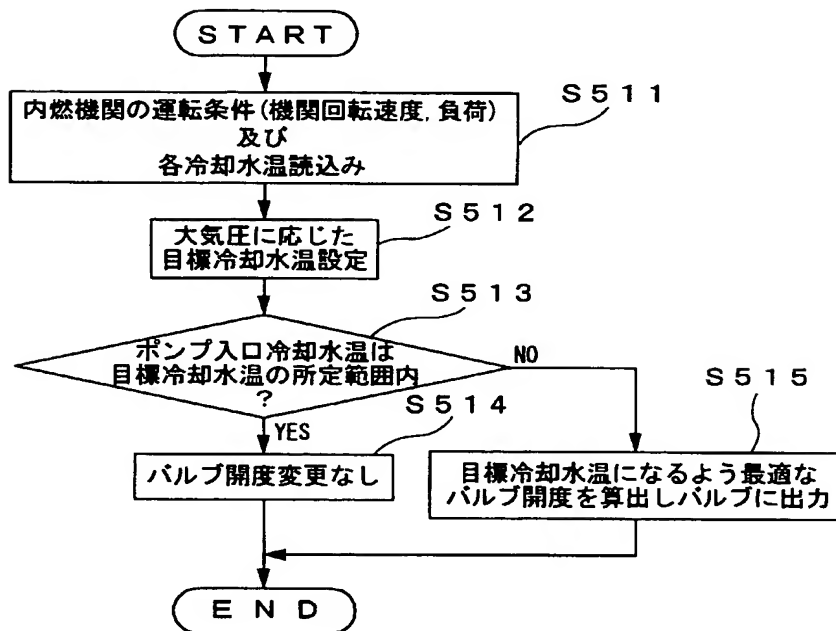 START
内燃機関の運転条件(機関回転速度,負荷)
及び
各冷却水温読込み
S511
大気圧に応じた
目標冷却水温設定
S512
ポンプ入口冷却水温は
目標冷却水温の所定範囲内
?
S513
NO
YES
バルブ開度変更なし
S514
目標冷却水温になるよう最適な
バルブ開度を算出しバルブに出力
S515
END